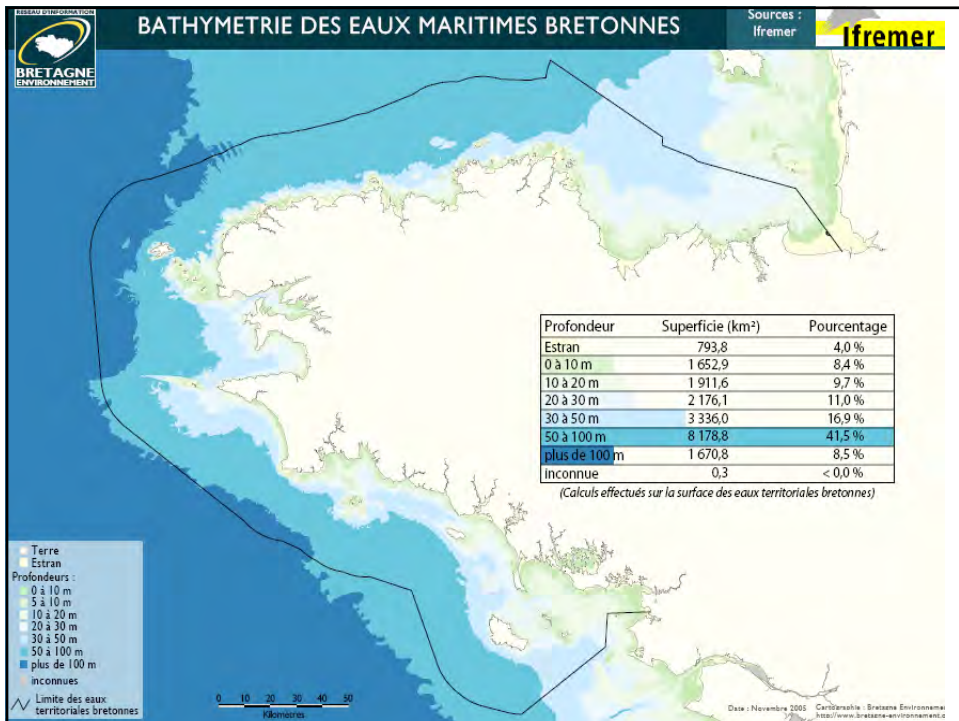 RESEAU D'INFORMATION
BRETAGNE
ENVIRONNEMENT
BATHYMETRIE DES EAUX MARITIMES BRETONNES
Sources :
Ifremer
Ifremer
Profondeur Superficie (km²) Pourcentage
Estran 793,8 4,0 %
0 à 10 m 1 652,9 8,4 %
10 à 20 m 1 911,6 9,7 %
20 à 30 m 2 176,1 11,0 %
30 à 50 m 3 336,0 16,9 %
50 à 100 m 8 178,8 41,5 %
plus de 100 m 1 670,8 8,5 %
inconnue 0,3 < 0,0 %
(Calculs effectués sur la surface des eaux territoriales bretonnes)
Terre
Estran
Profondeurs :
0 à 10 m
5 à 10 m
10 à 20 m
20 à 30 m
30 à 50 m
50 à 100 m
plus de 100 m
inconnues
Limite des eaux
territoriales bretonnes
0 10 20 30 40 50
Kilomètres
Date : Novembre 2005 Cartographie : Bretagne Environnemen
http://www.bretagne-environnement.o